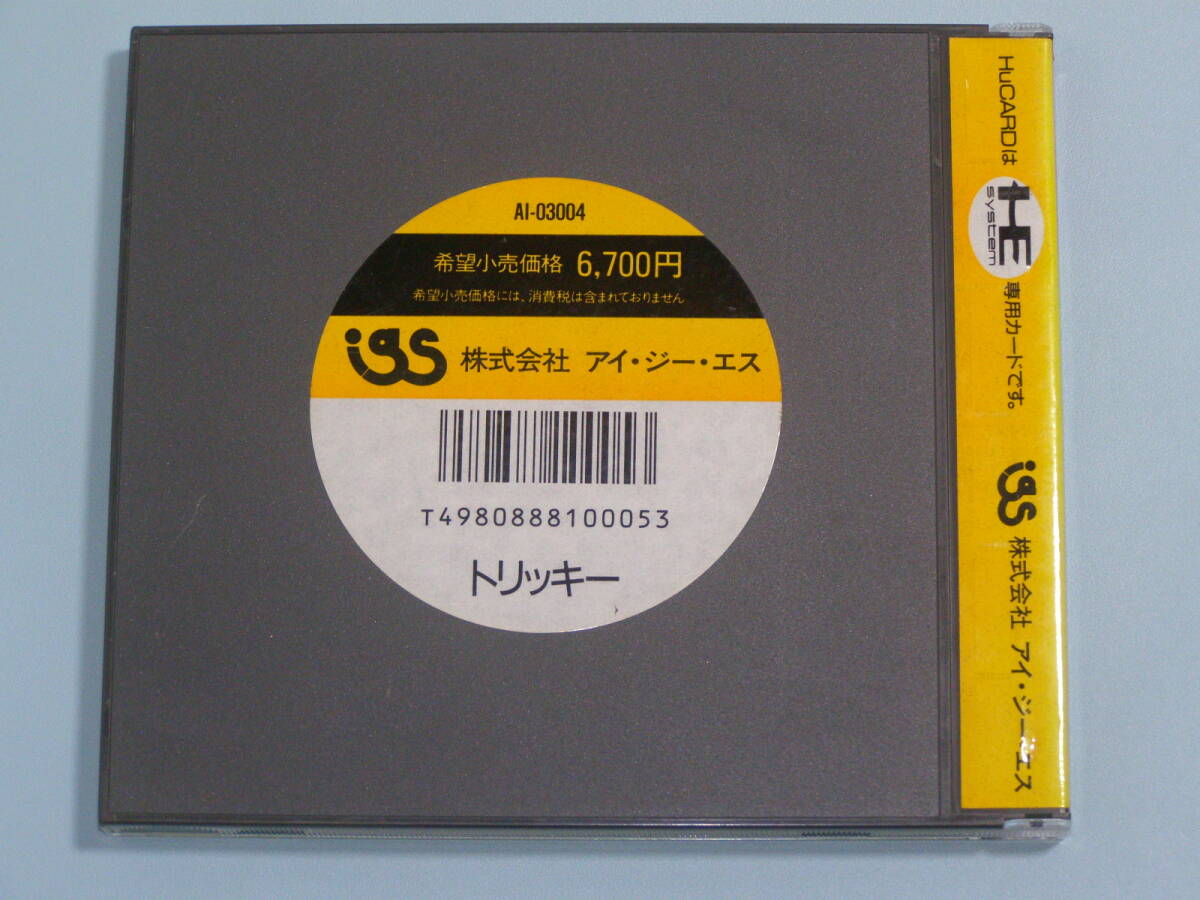 AI-03004
希望小売価格 6,700円
希望小売価格には、消費税は含まれておりません
igs 株式会社 アイ・ジー・エス
T4980888100053
トリッキー
HuCARDは HE system 専用カードです。 igs 株式会社 アイ・ジー・エス